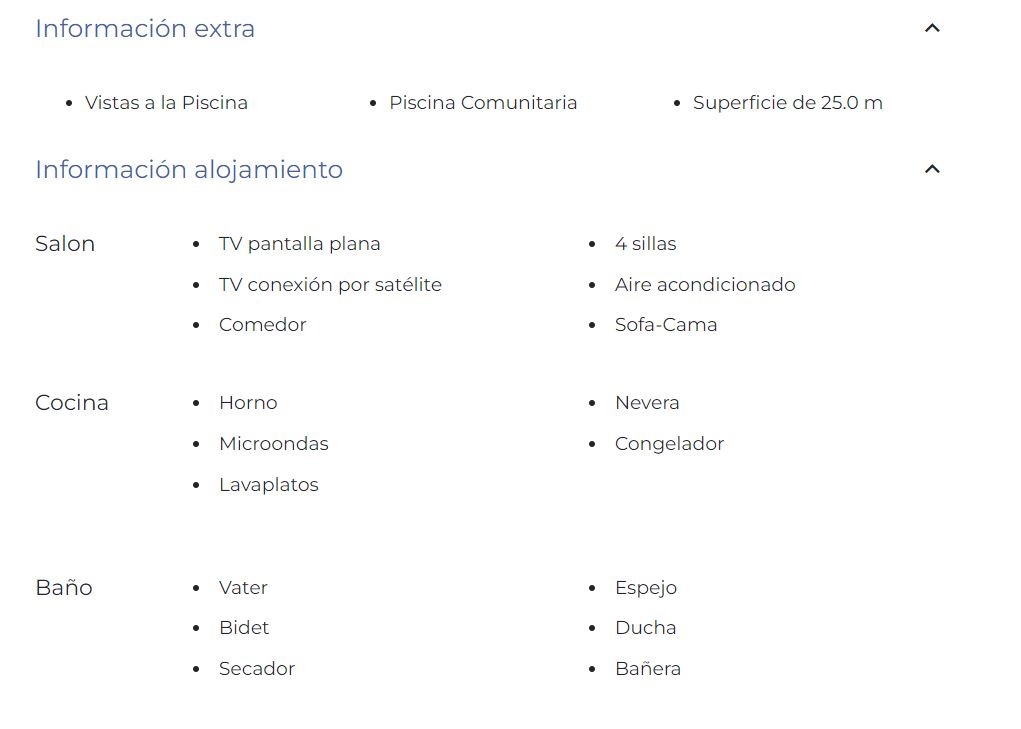 Información extra
Vistas a la Piscina Piscina Comunitaria Superficie de 25.0 m
Información alojamiento
Salon TV pantalla plana 4 sillas
TV conexión por satélite Aire acondicionado
Comedor Sofa-Cama
Cocina Horno Nevera
Microondas Congelador
Lavaplatos
Baño Vater Espejo
Bidet Ducha
Secador Bañera